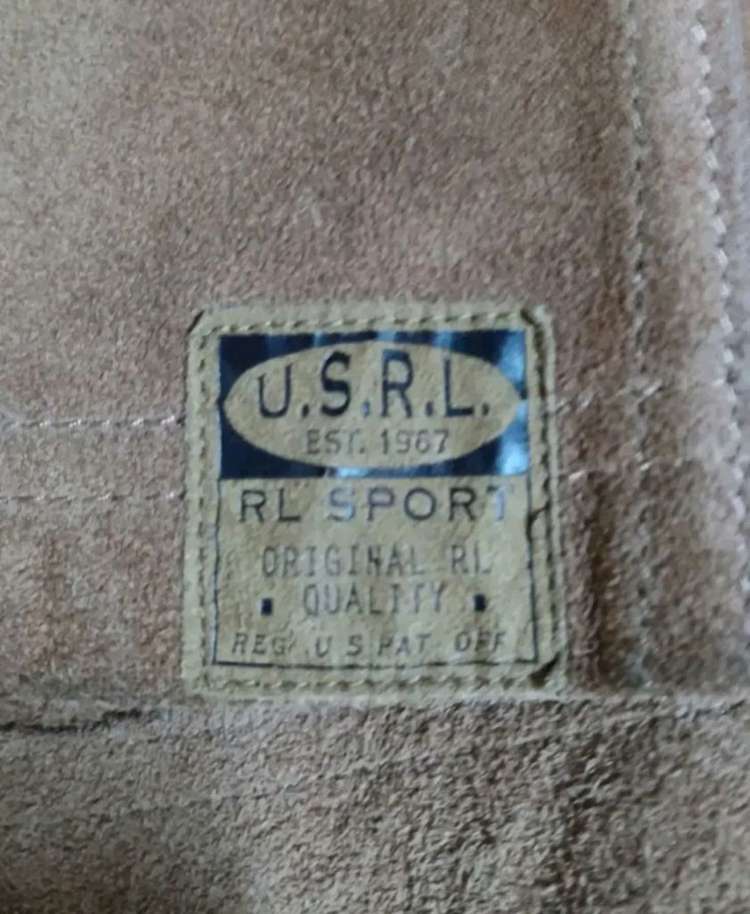 U.S.R.L.
EST. 1967
RL SPORT
ORIGINAL RL
▪ QUALITY ▪
REG. U S PAT OFF